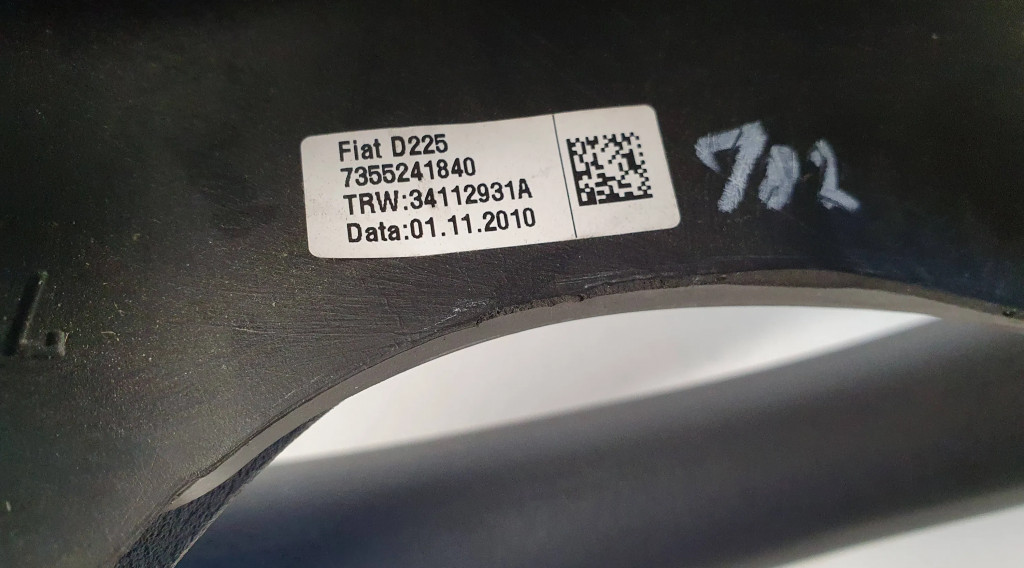 Fiat D225
7355241840
TRW:34112931A
Data:01.11.2010
702